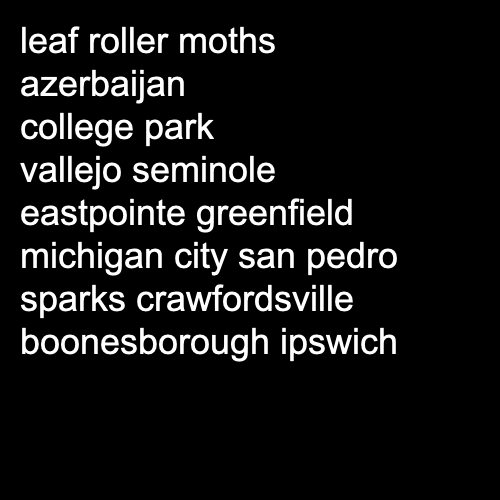 leaf roller moths
azerbaijan
college park
vallejo seminole
eastpointe greenfield
michigan city san pedro
sparks crawfordsville
boonesborough ipswich